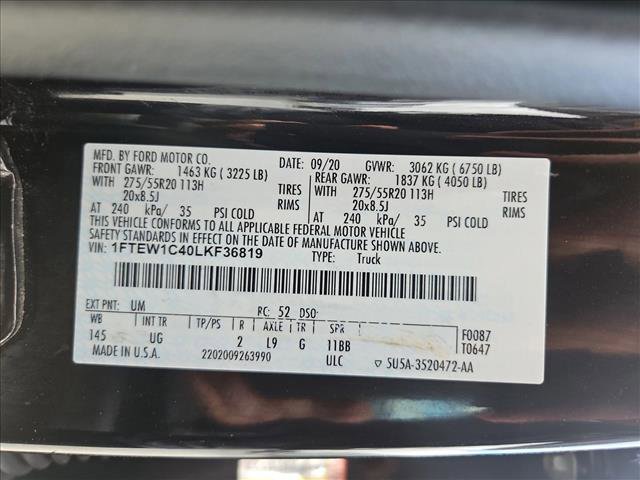 MFD. BY FORD MOTOR CO. DATE: 09/20 GVWR: 3062 KG ( 6750 LB)
FRONT GAWR: 1463 KG ( 3225 LB) REAR GAWR: 1837 KG ( 4050 LB)
WITH 275/55R20 113H TIRES WITH 275/55R20 113H TIRES
20x8.5J RIMS 20x8.5J RIMS
AT 240 kPa/ 35 PSI COLD AT 240 kPa/ 35 PSI COLD
THIS VEHICLE CONFORMS TO ALL APPLICABLE FEDERAL MOTOR VEHICLE
SAFETY STANDARDS IN EFFECT ON THE DATE OF MANUFACTURE SHOWN ABOVE.
VIN: 1FTEW1C40LKF36819 TYPE: Truck
EXT PNT: UM RC: 52 DSO:
WB INT TR TP/PS R AXLE TR SPR F0087
145 UG 2 L9 G 11BB T0647
MADE IN U.S.A. 2202009263990 ULC 5U5A-3520472-AA